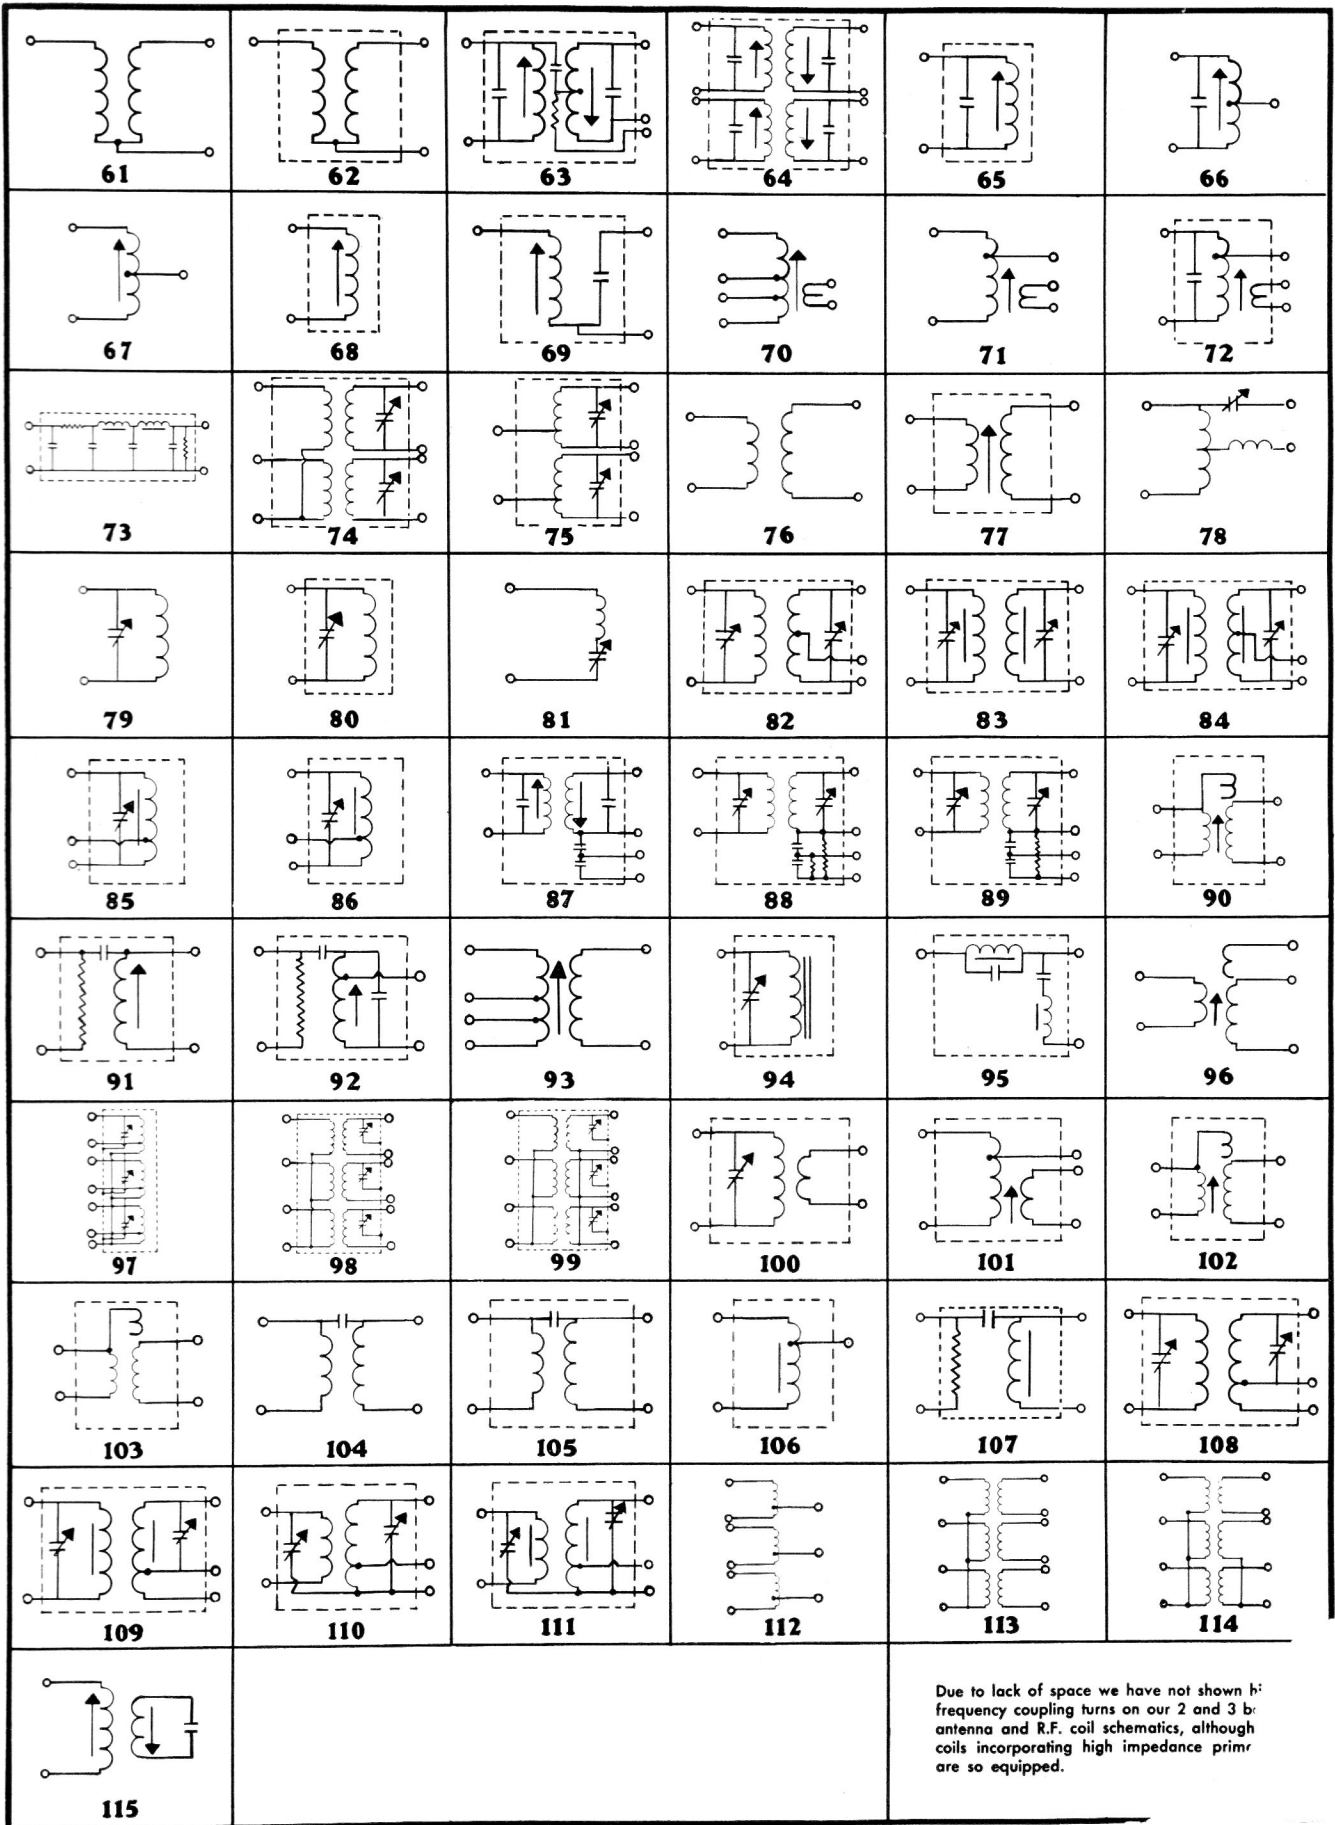 61 62 63 64 65 66
67 68 69 70 71 72
73 74 75 76 77 78
79 80 81 82 83 84
85 86 87 88 89 90
91 92 93 94 95 96
97 98 99 100 101 102
103 104 105 106 107 108
109 110 111 112 113 114
Due to lack of space we have not shown
frequency coupling turns on our 2 and 3
antenna and R.F. coil schematics, although
coils incorporating high impedance
are so equipped.
115